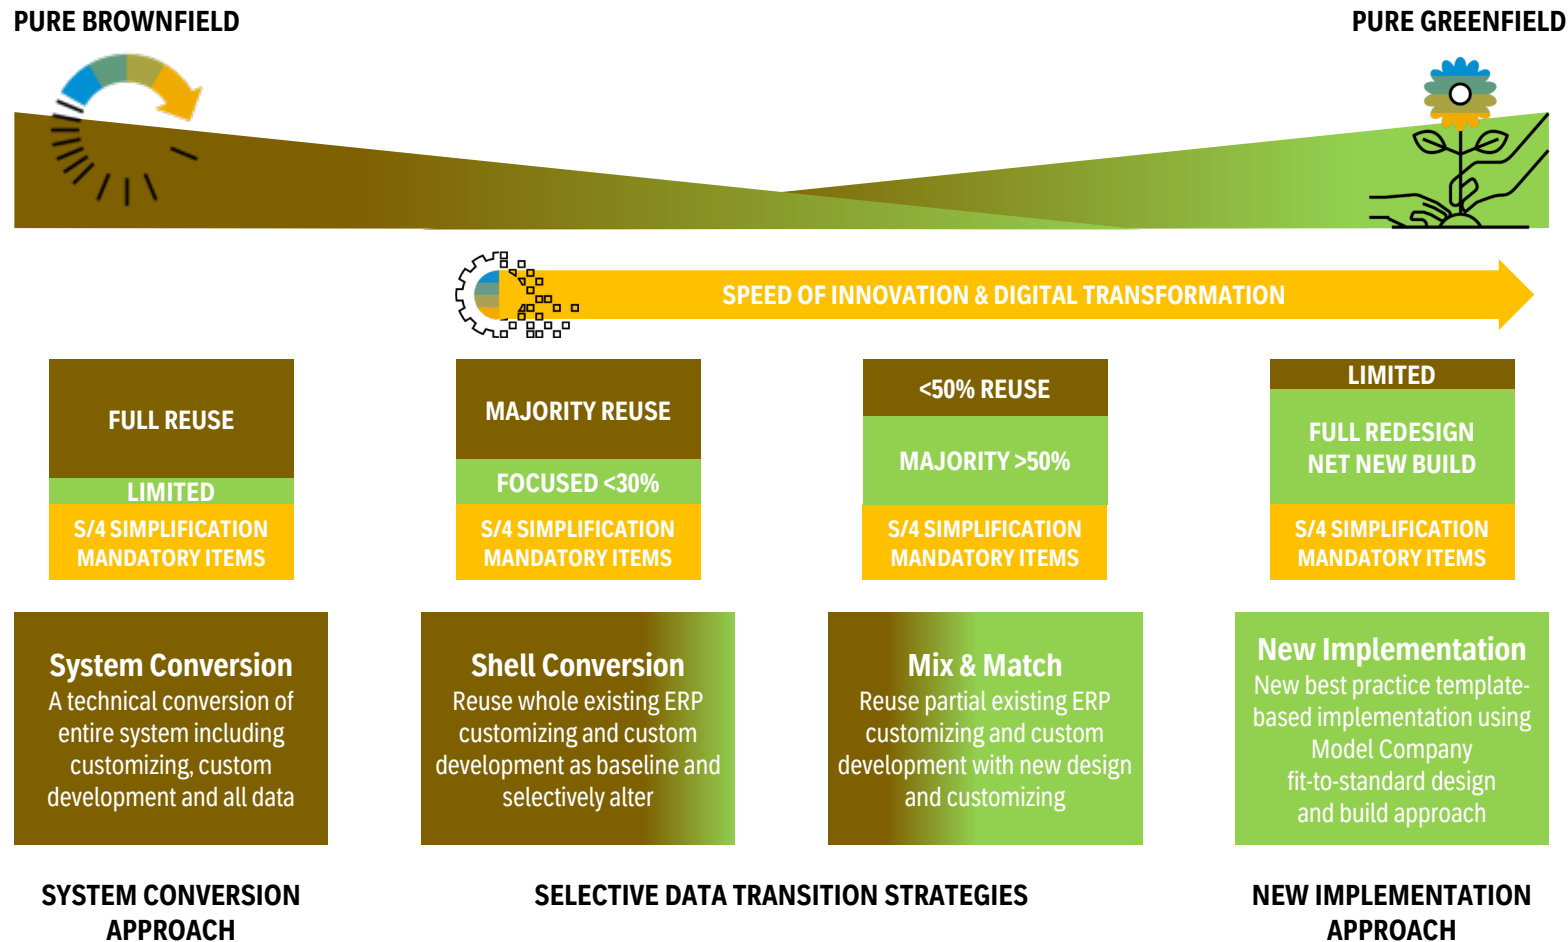 PURE BROWNFIELD
PURE GREENFIELD
SPEED OF INNOVATION & DIGITAL TRANSFORMATION
FULL REUSE
LIMITED
S/4 SIMPLIFICATION
MANDATORY ITEMS
MAJORITY REUSE
FOCUSED <30%
S/4 SIMPLIFICATION
MANDATORY ITEMS
<50% REUSE
MAJORITY >50%
S/4 SIMPLIFICATION
MANDATORY ITEMS
LIMITED
FULL REDESIGN
NET NEW BUILD
S/4 SIMPLIFICATION
MANDATORY ITEMS
System Conversion
A technical conversion of
entire system including
customizing, custom
development and all data
Shell Conversion
Reuse whole existing ERP
customizing and custom
development as baseline and
selectively alter
Mix & Match
Reuse partial existing ERP
customizing and custom
development with new design
and customizing
New Implementation
New best practice template-
based implementation using
Model Company
fit-to-standard design
and build approach
SYSTEM CONVERSION
APPROACH
SELECTIVE DATA TRANSITION STRATEGIES
NEW IMPLEMENTATION
APPROACH